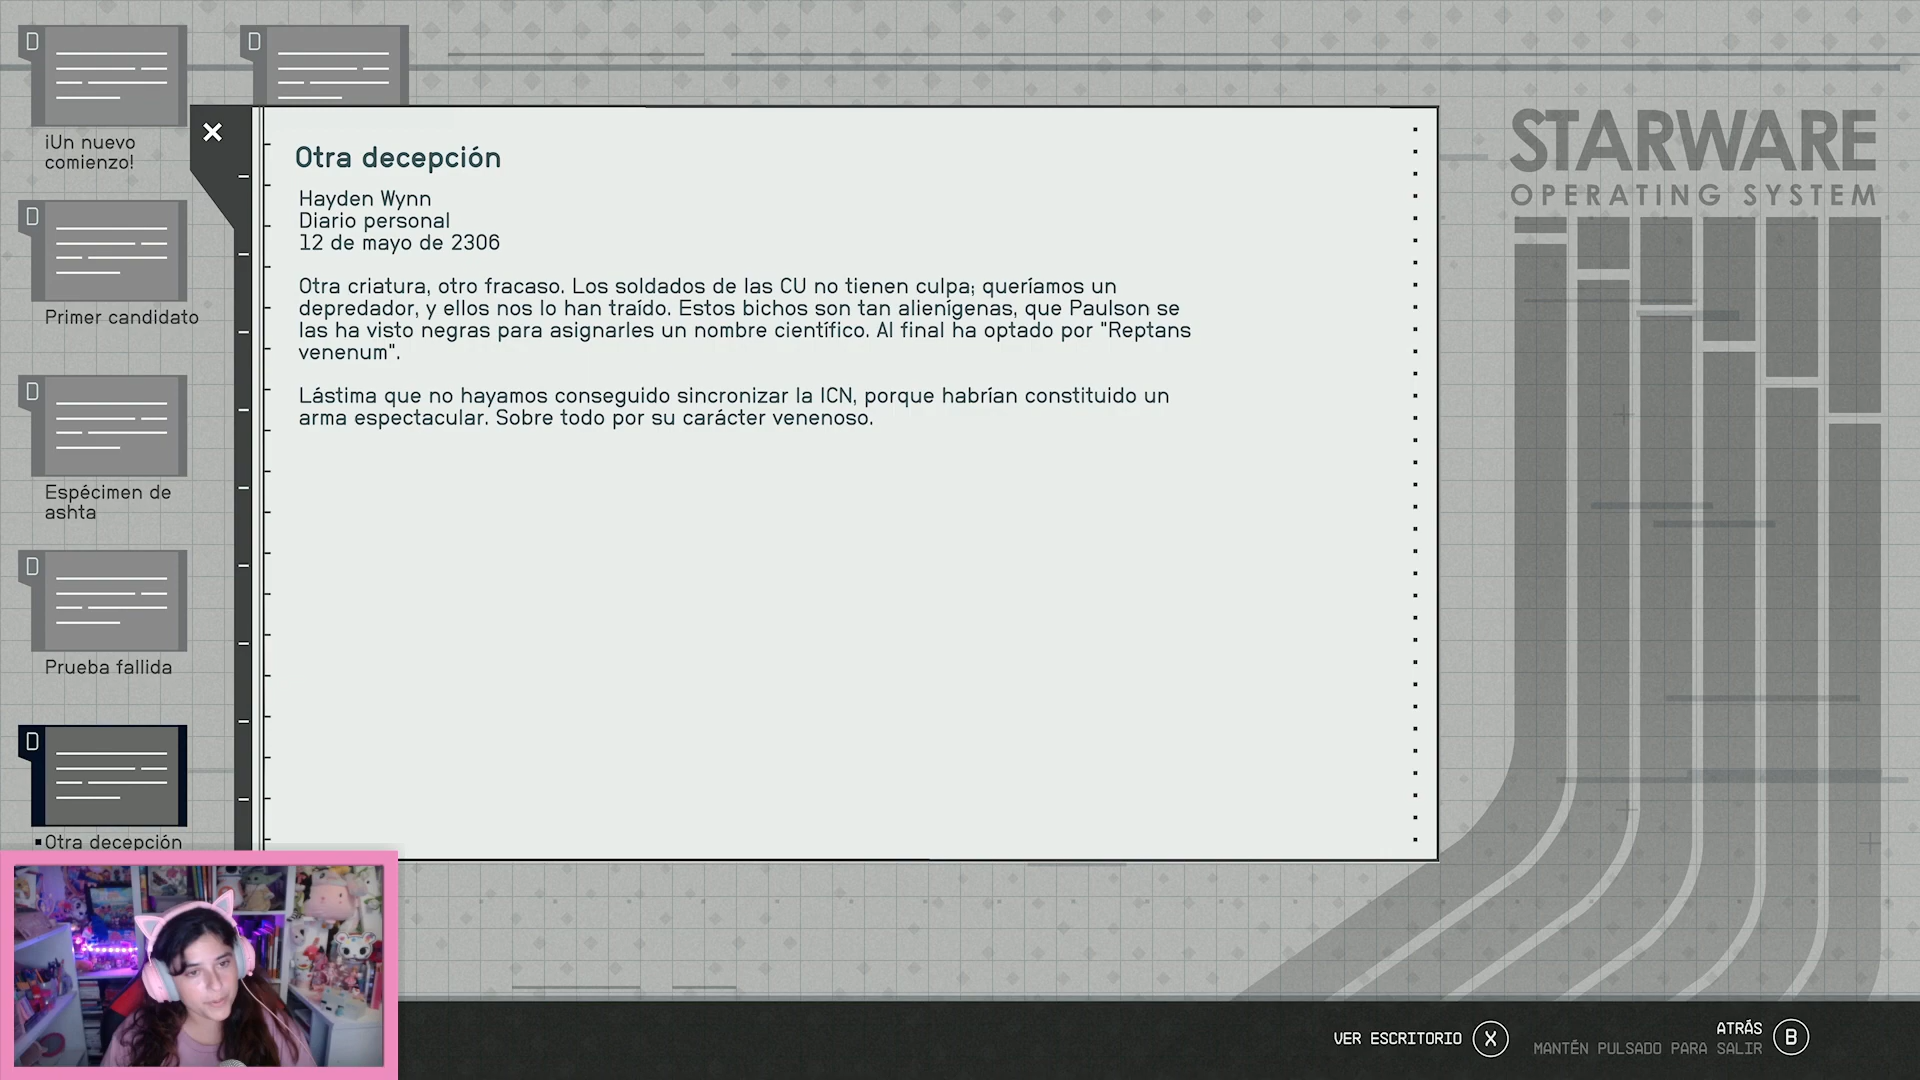 ¡Un nuevo
comienzo!
Primer candidato
Espécimen de
ashta
Prueba fallida
Otra decepción
Otra decepción
Hayden Wynn
Diario personal
12 de mayo de 2306
Otra criatura, otro fracaso. Los soldados de las CU no tienen culpa; queríamos un
depredador, y ellos nos lo han traído. Estos bichos son tan alienígenas, que Paulson se
las ha visto negras para asignarles un nombre científico. Al final ha optado por "Reptans
venenum".
Lástima que no hayamos conseguido sincronizar la ICN, porque habrían constituido un
arma espectacular. Sobre todo por su carácter venenoso.
STARWARE
OPERATING SYSTEM
VER ESCRITORIO X
ATRÁS B
MANTÉN PULSADO PARA SALIR